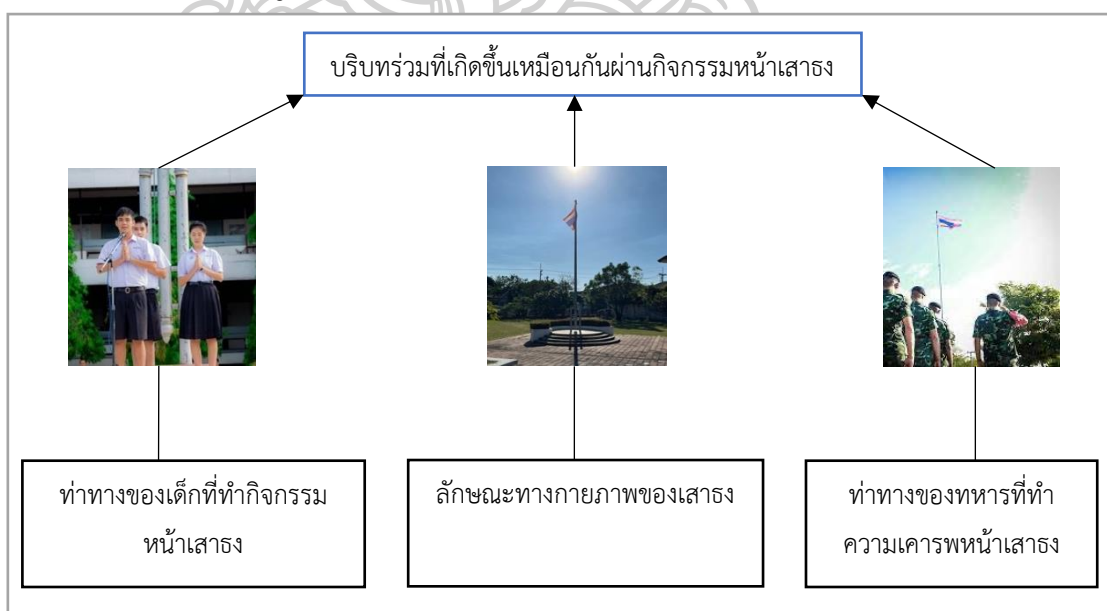 บริบทร่วมที่เกิดขึ้นเหมือนกันผ่านกิจกรรมหน้าเสาธง
ท่าทางของเด็กที่ทำกิจกรรม
หน้าเสาธง
ลักษณะทางกายภาพของเสาธง
ท่าทางของทหารที่ทำ
ความเคารพหน้าเสาธง